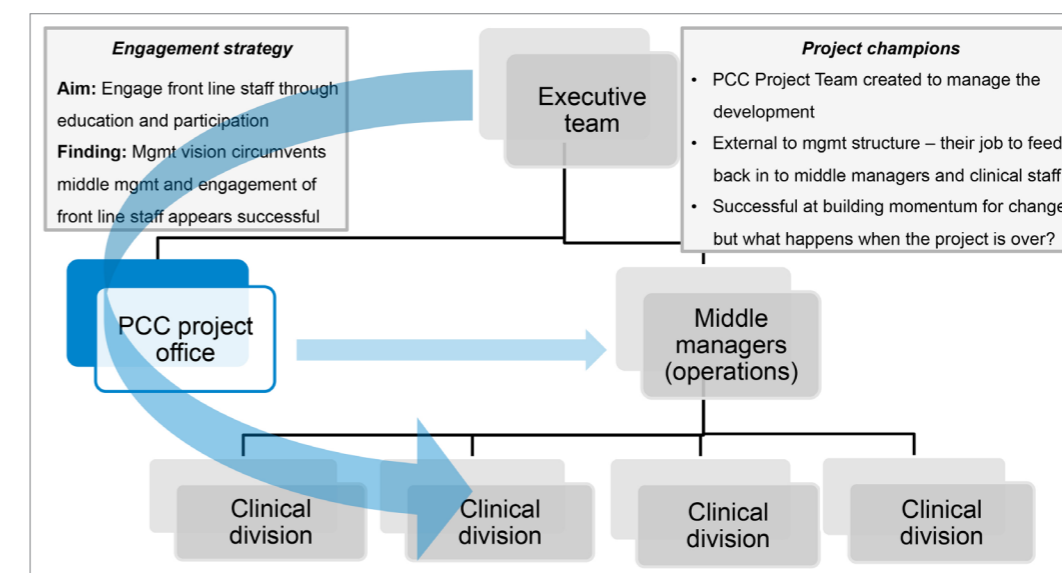 Engagement strategy
Aim: Engage front line staff through
education and participation
Finding: Mgmt vision circumvents
middle mgmt and engagement of
front line staff appears successful
Executive
team
Project champions
• PCC Project Team created to manage the
development
• External to mgmt structure – their job to feed
back in to middle managers and clinical staff
• Successful at building momentum for change
but what happens when the project is over?
PCC project
office
Middle
managers
(operations)
Clinical
division
Clinical
division
Clinical
division
Clinical
division